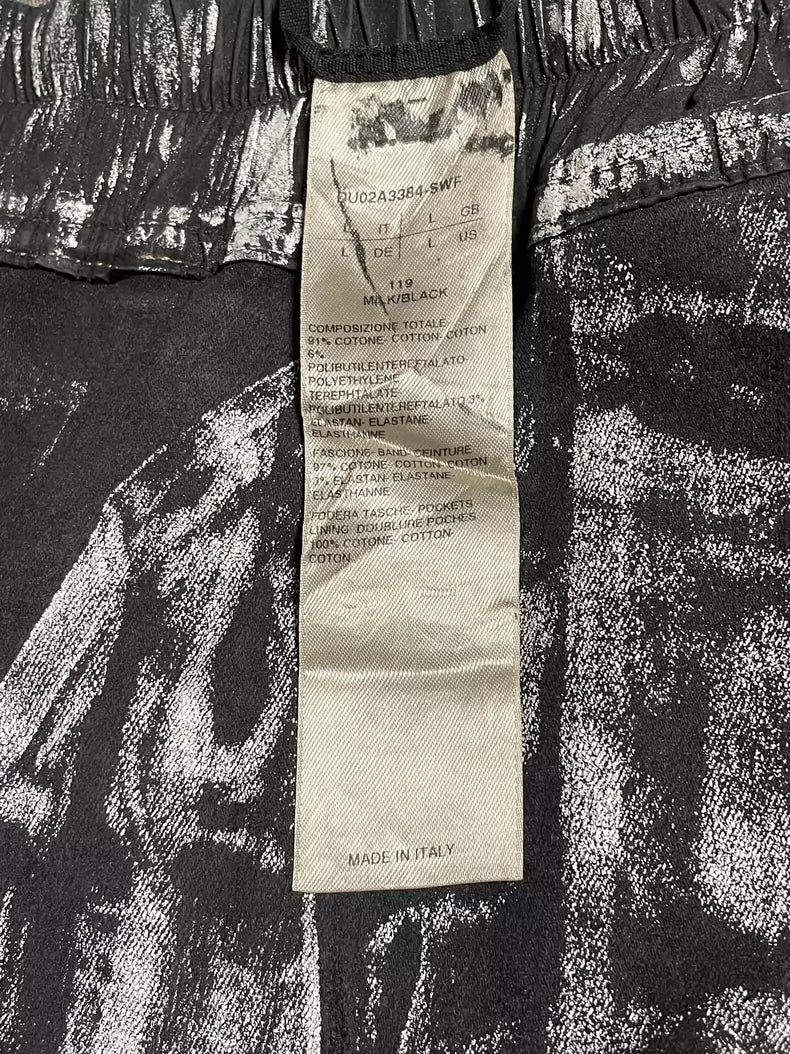 DU02A3384-SWF
L IT L GB
L DE L US
119
MILK/BLACK
COMPOSIZIONE TOTALE
91% COTONE- COTTON- COTON
6%
POLIBUTILENTEREFTALATO-
POLYETHYLENE
TEREPHTALATE
POLIBUTILENTEREFTALATO 3%
ELASTAN- ELASTANE-
ELASTHANNE
FASCIONE- BAND- CEINTURE
97% COTONE- COTTON- COTON
3% ELASTAN- ELASTANE-
ELASTHANNE
FODERA TASCHE- POCKETS
LINING- DOUBLURE POCHES
100% COTONE- COTTON-
COTON
MADE IN ITALY